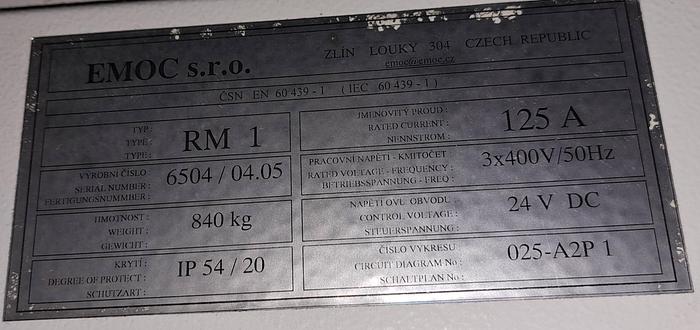 EMOC s.r.o.
ZLÍN LOUKY 304 CZECH REPUBLIC
emoc@emoc.cz
ČSN EN 60 439 - 1 ( IEC 60 439 - 1 )
TYP :
TYPE :
TYPE :
RM 1
VÝROBNÍ ČÍSLO
SERIAL NUMBER :
FERTIGUNGSNUMMBER :
6504 / 04.05
HMOTNOST :
WEIGHT :
GEWICHT :
840 kg
KRYTÍ :
DEGREE OF PROTECT :
SCHUTZART :
IP 54 / 20
JMENOVITÝ PROUD :
RATED CURRENT :
NENNSTROM :
125 A
PRACOVNÍ NAPĚTÍ - KMITOČET
RATED VOLTAGE - FREQUENCY :
BETRIEBSSPANNUNG - FREQ :
3x400V/50Hz
NAPĚTÍ OVL. OBVODU :
CONTROL VOLTAGE :
STEUERSPANNUNG :
24 V DC
ČÍSLO VÝKRESU :
CIRCUIT DIAGRAM No :
SCHALTPLAN No :
025-A2P 1